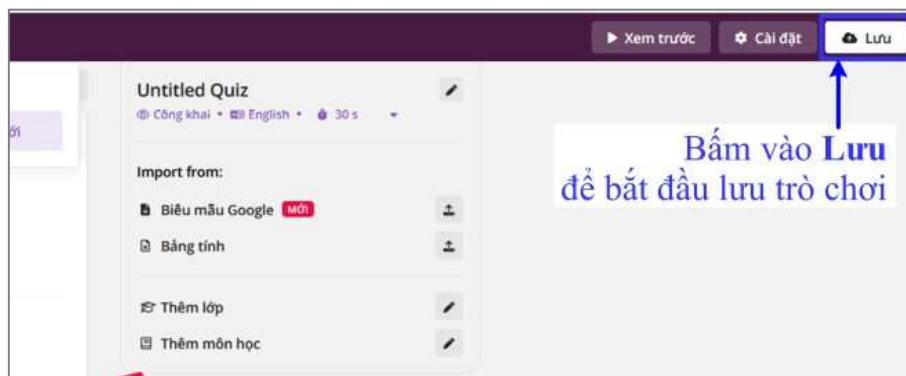 Xem trước
Cài đặt
Lưu
Untitled Quiz
Công khai • English • 30 s
ới
Bấm vào Lưu
để bắt đầu lưu trò chơi
Import from:
Biểu mẫu Google MỚI
Bảng tính
Thêm lớp
Thêm môn học